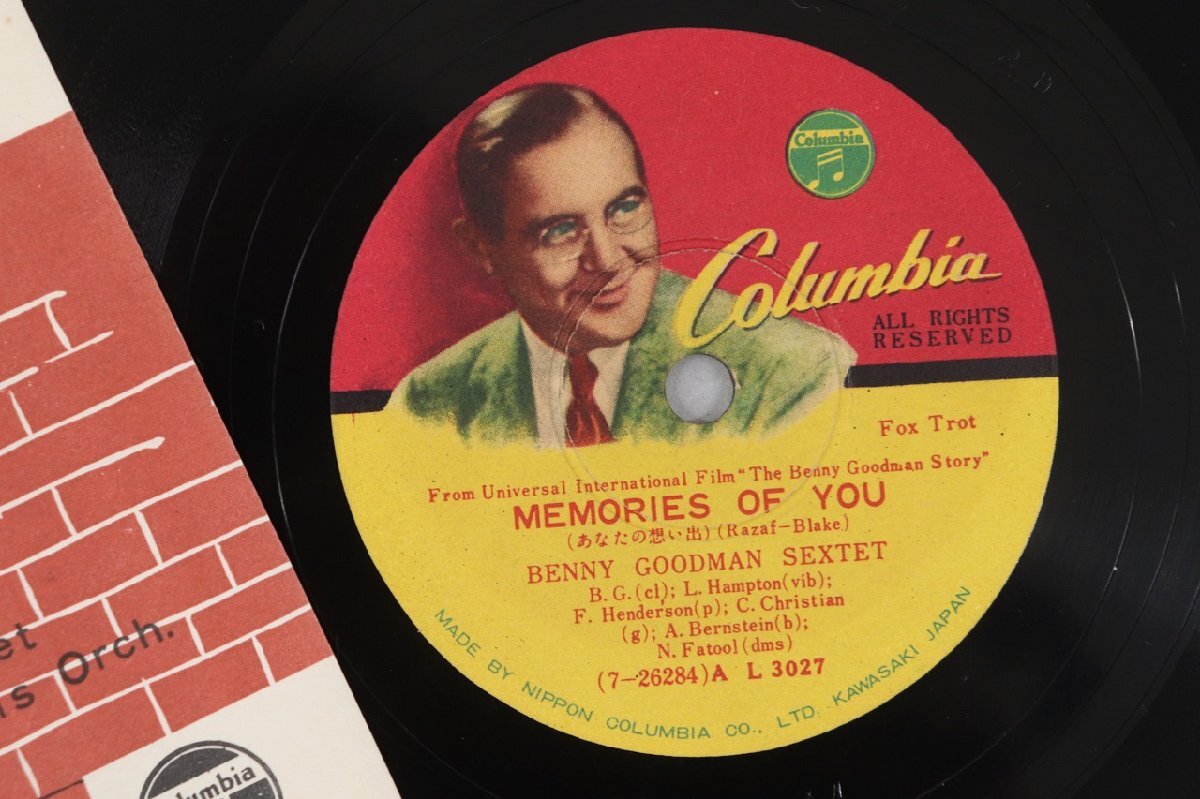 Columbia
Columbia
ALL RIGHTS
RESERVED
Fox Trot
From Universal International Film "The Benny Goodman Story"
MEMORIES OF YOU
(あなたの想い出) (Razaf-Blake)
BENNY GOODMAN SEXTET
B. G. (cl); L. Hampton (vib);
F. Henderson (p); C. Christian
(g); A. Bernstein (b);
N. Fatool (dms)
(7-26284) A L 3027
MADE BY NIPPON COLUMBIA CO., LTD. KAWASAKI JAPAN
Orch.